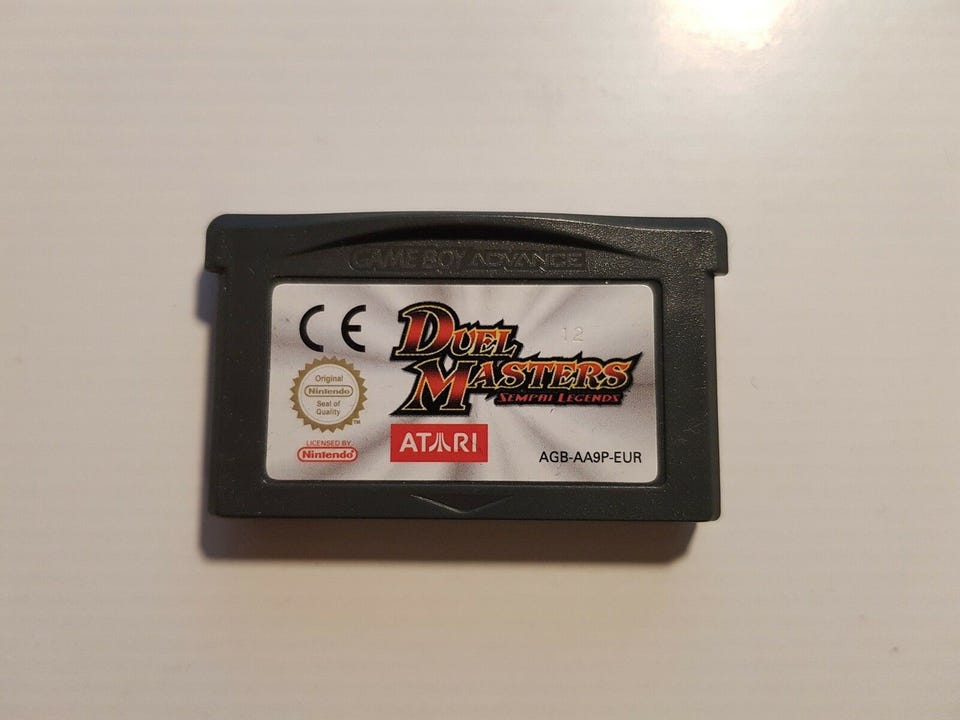 GAME BOY ADVANCE
CE
12
DUEL
MASTERS
SEMPAI LEGENDS
Original
Nintendo
Seal of
Quality
TM
LICENSED BY
Nintendo
ATARI
AGB-AA9P-EUR